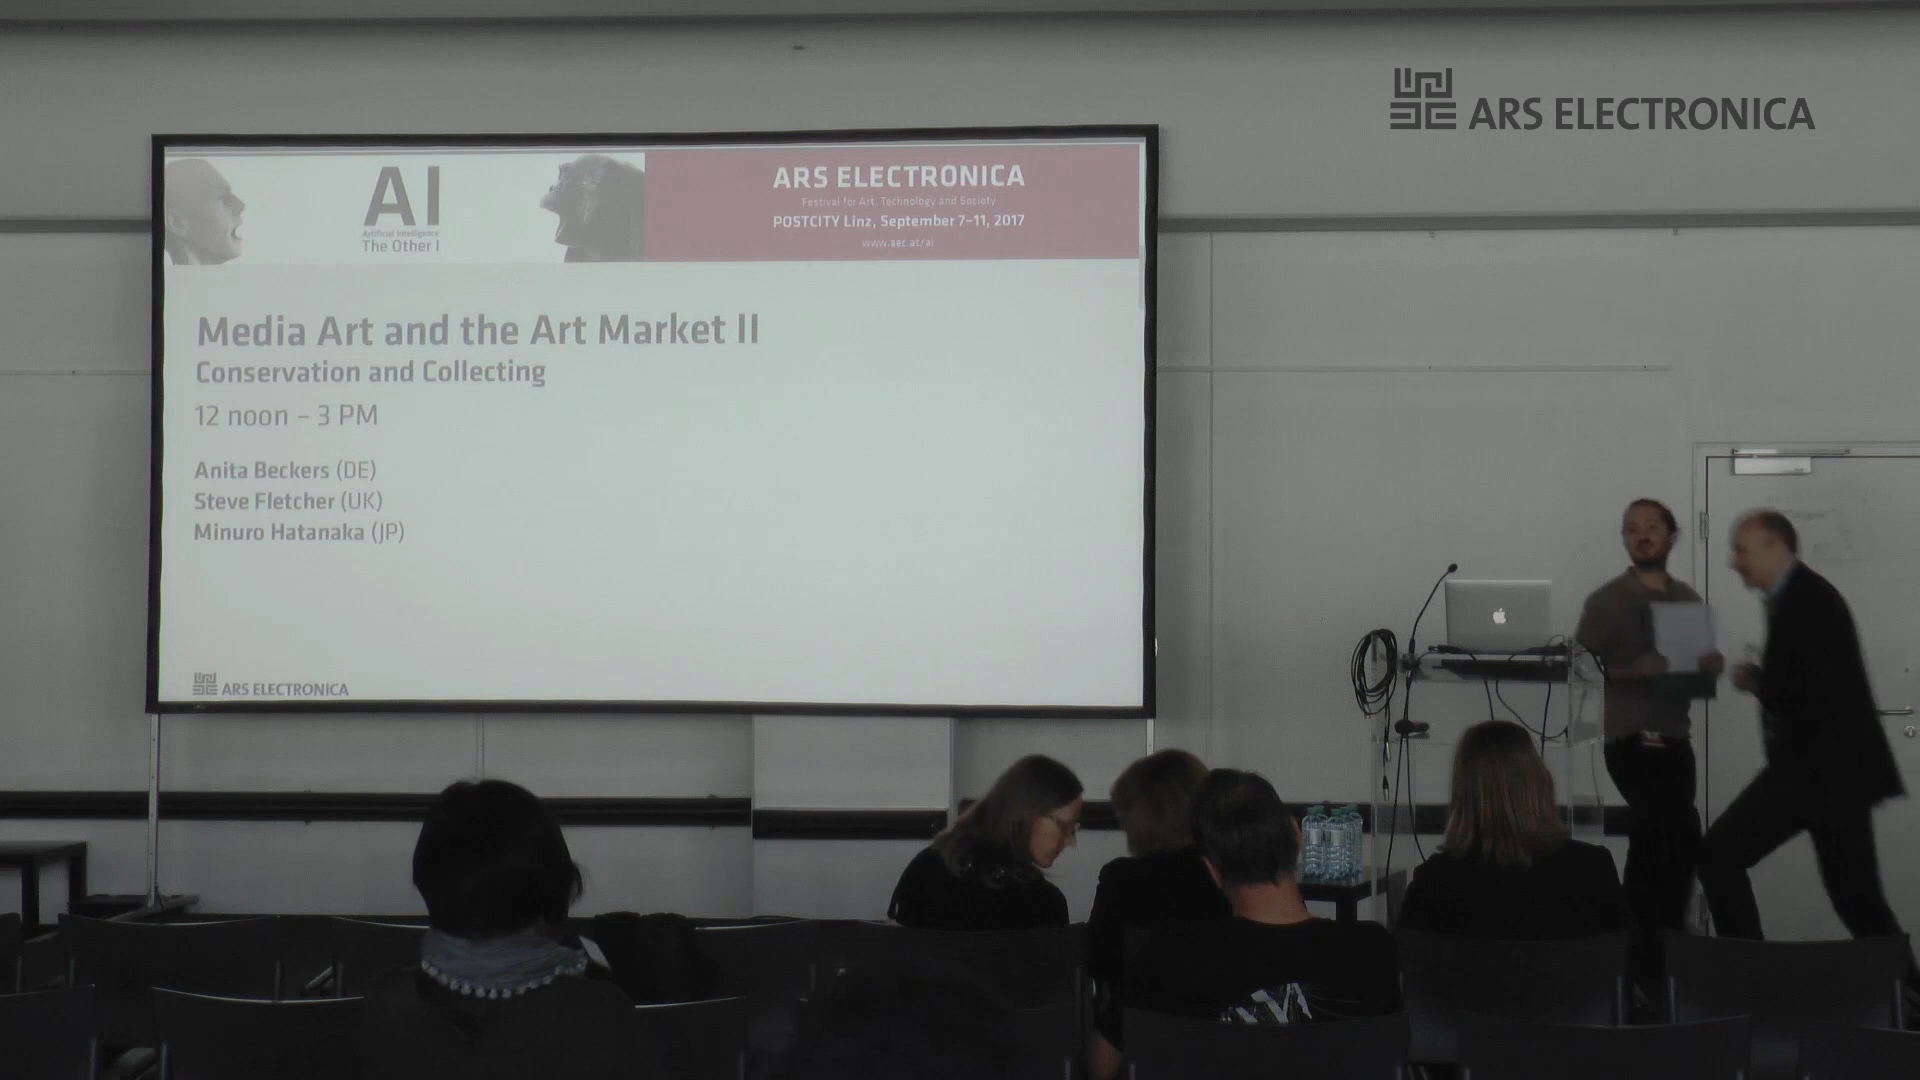 ARS ELECTRONICA
AI
Artificial Intelligence
The Other I
ARS ELECTRONICA
Festival for Art, Technology and Society
POSTCITY Linz, September 7–11, 2017
www.aec.at/ai
Media Art and the Art Market II
Conservation and Collecting
12 noon – 3 PM
Anita Beckers (DE)
Steve Fletcher (UK)
Minuro Hatanaka (JP)
ARS ELECTRONICA